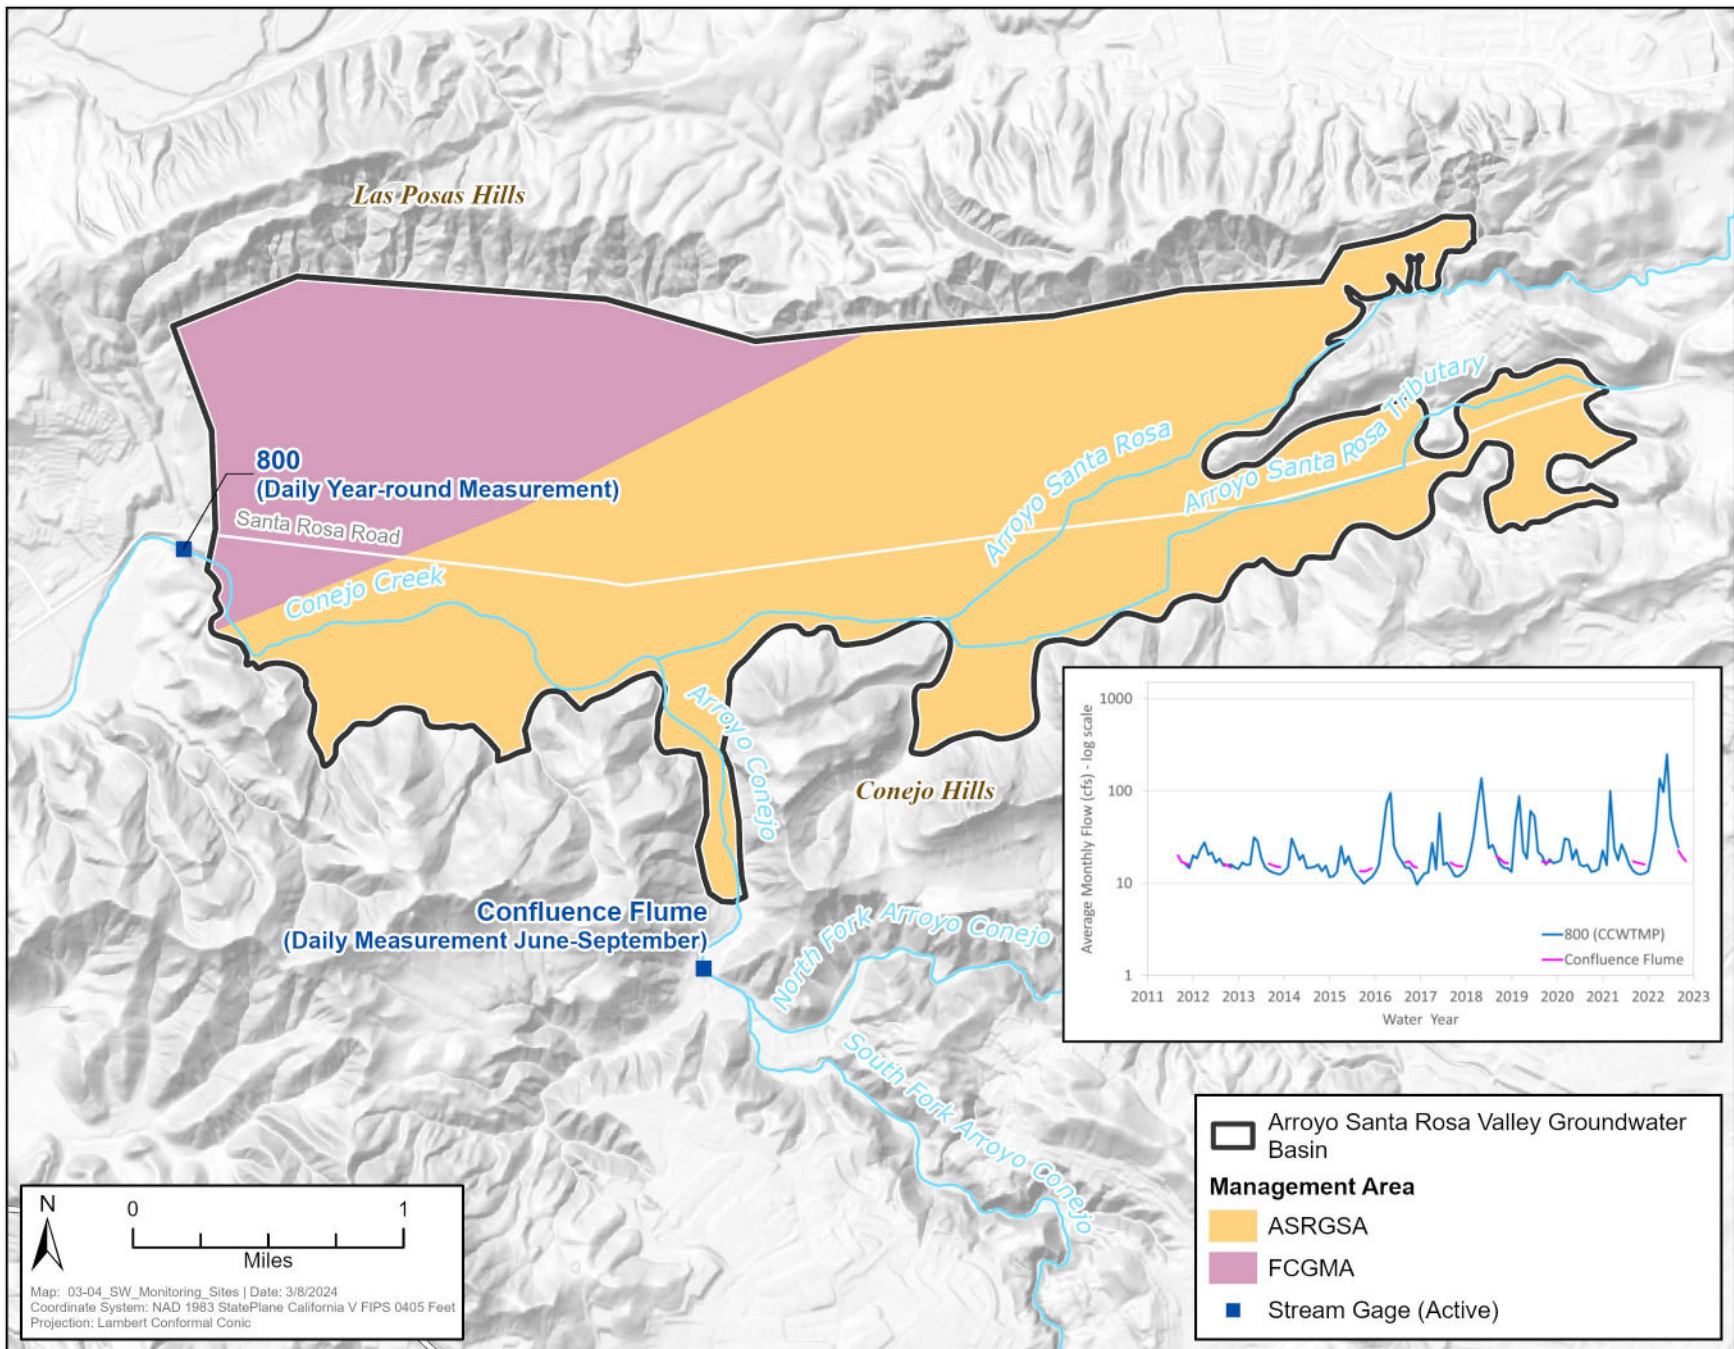 Las Posas Hills
800
(Daily Year-round Measurement)
Santa Rosa Road
Conejo Creek
Arroyo Santa Rosa
Arroyo Santa Rosa Tributary
Arroyo Conejo
Conejo Hills
Confluence Flume
(Daily Measurement June-September)
North Fork Arroyo Conejo
South Fork Arroyo Conejo
Average Monthly Flow (cfs) - log scale
1000
100
10
1
800 (CCWTMP)
Confluence Flume
2011 2012 2013 2014 2015 2016 2017 2018 2019 2020 2021 2022 2023
Water Year
Arroyo Santa Rosa Valley Groundwater
Basin
Management Area
ASRGSA
FCGMA
Stream Gage (Active)
N
0 1
Miles
Map: 03-04_SW_Monitoring_Sites | Date: 3/8/2024
Coordinate System: NAD 1983 StatePlane California V FIPS 0405 Feet
Projection: Lambert Conformal Conic